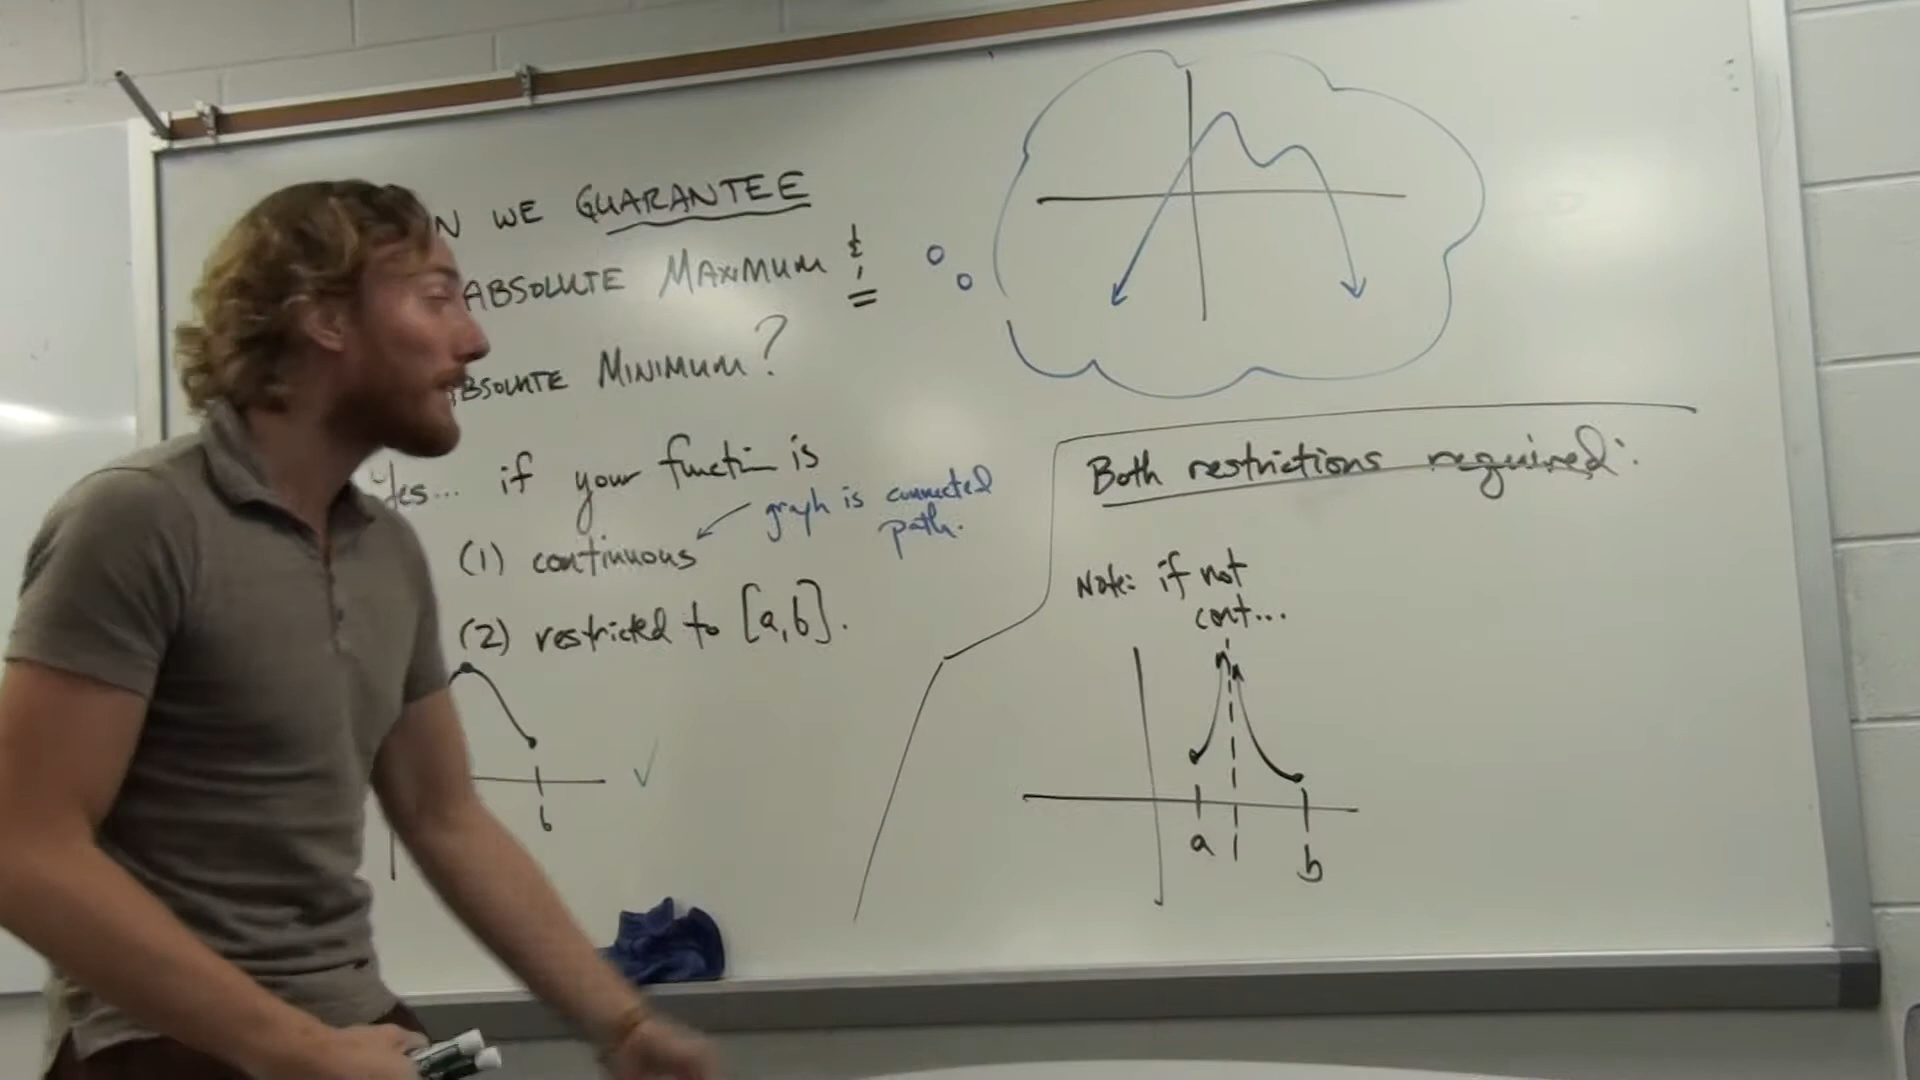 N WE GUARANTEE
ABSOLUTE MAXIMUM &
ABSOLUTE MINIMUM?
Yes... if your function is
graph is connected
path.
(1) continuous
(2) restricted to [a,b].
b
Both restrictions required:
Note: if not
cont...
a
b